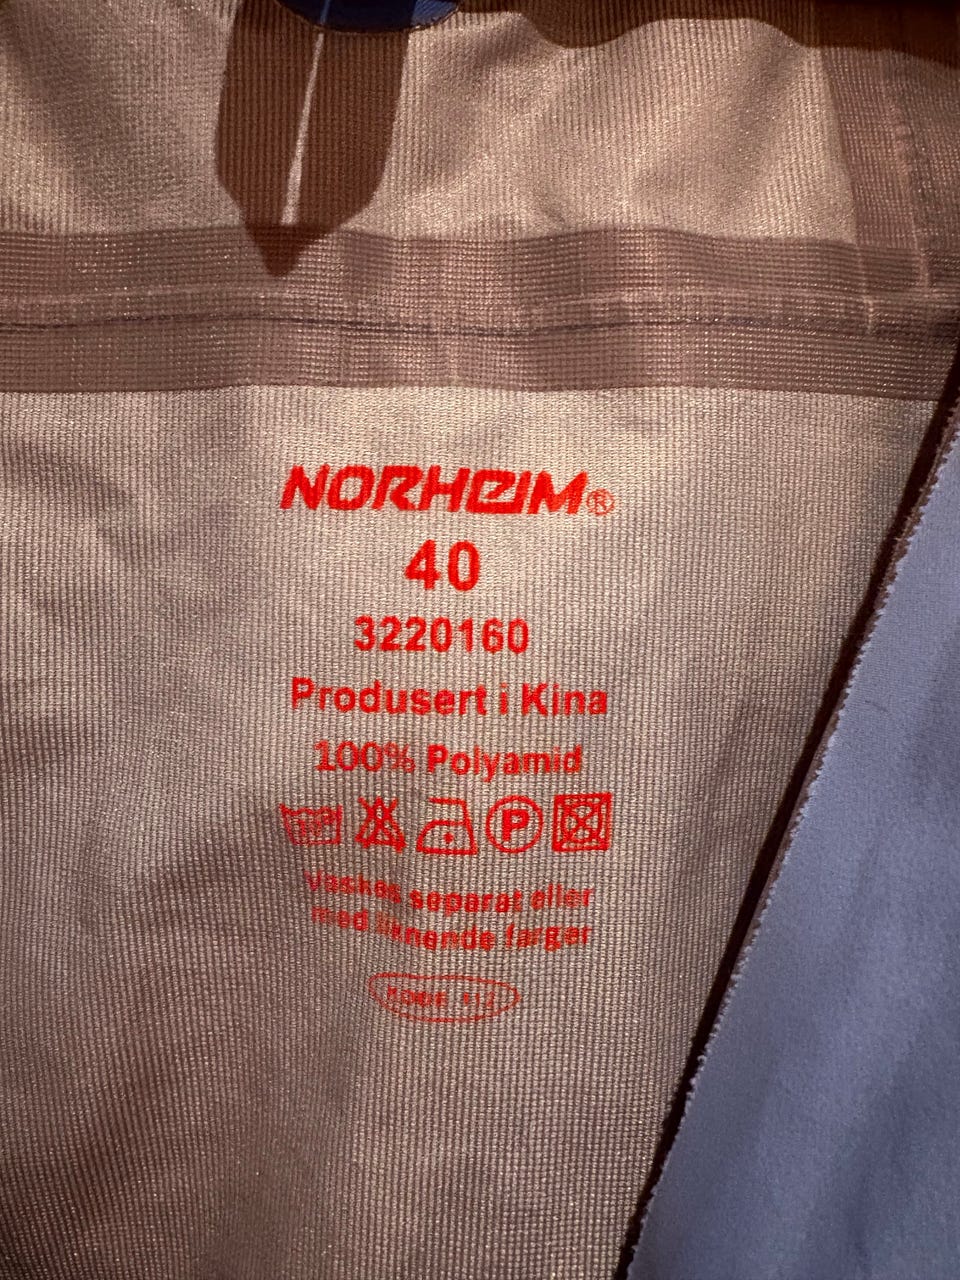 NORHEIM®
40
3220160
Produsert i Kina
100% Polyamid
P
Vaskes separat eller
med liknende farger